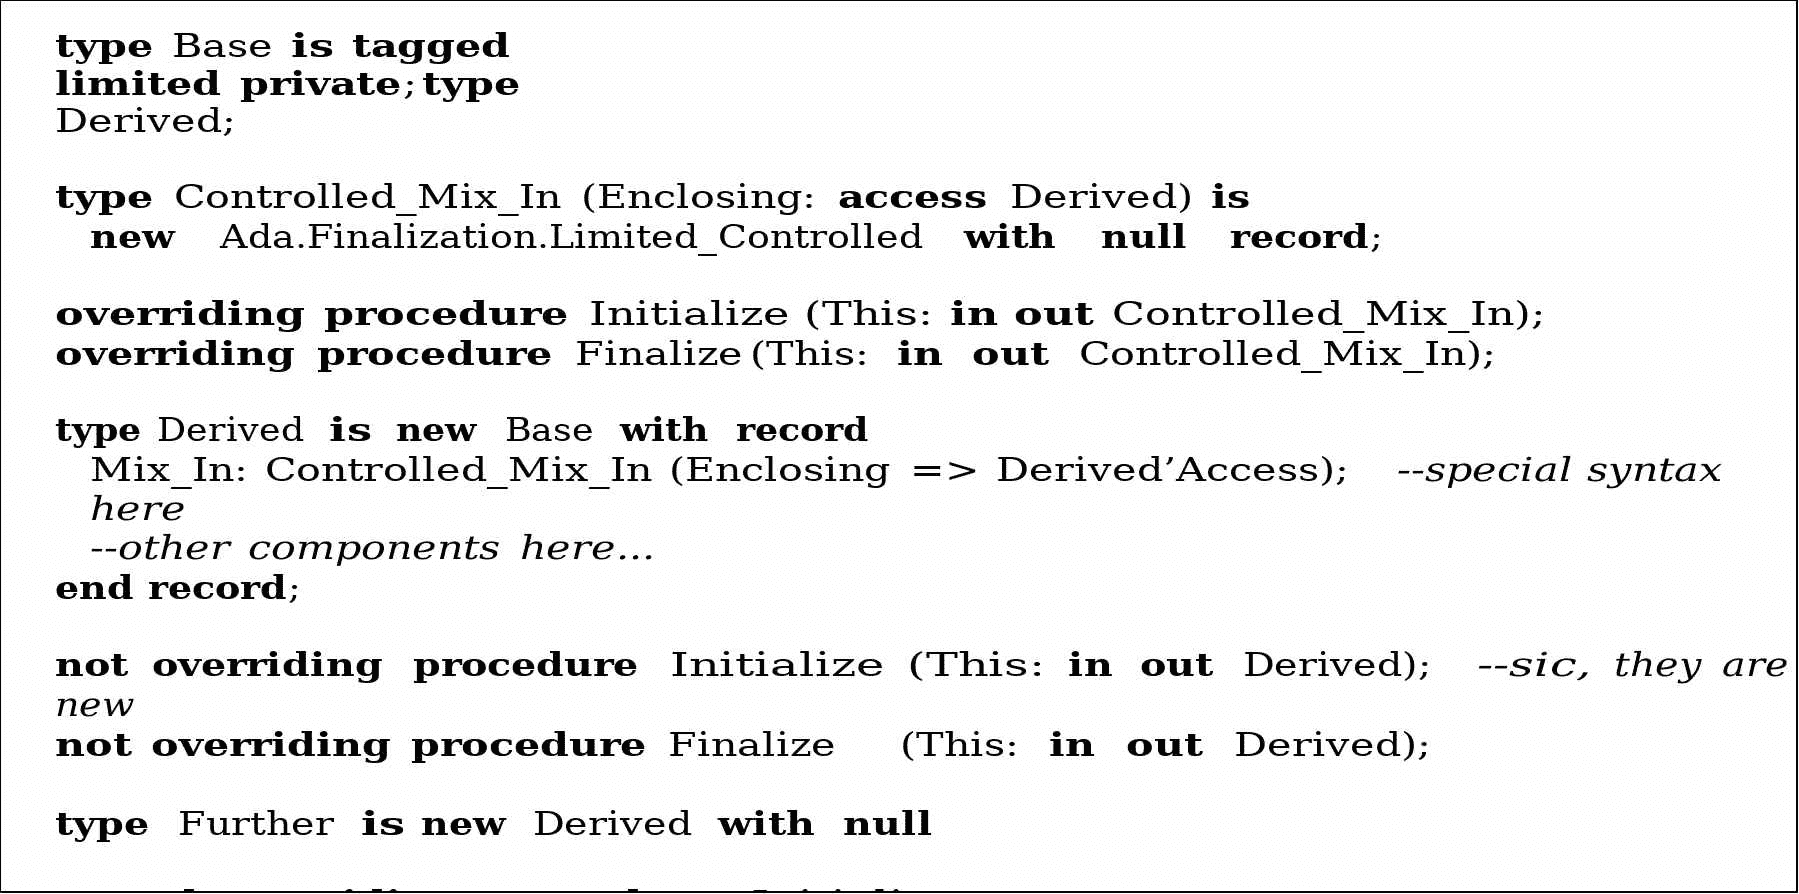 type Base is tagged
limited private; type
Derived;
type Controlled_Mix_In (Enclosing: access Derived) is
new Ada.Finalization.Limited_Controlled with null record;
overriding procedure Initialize (This: in out Controlled_Mix_In);
overriding procedure Finalize (This: in out Controlled_Mix_In);
type Derived is new Base with record
Mix_In: Controlled_Mix_In (Enclosing => Derived’Access); --special syntax
here
--other components here...
end record;
not overriding procedure Initialize (This: in out Derived); --sic, they are
new
not overriding procedure Finalize (This: in out Derived);
type Further is new Derived with null